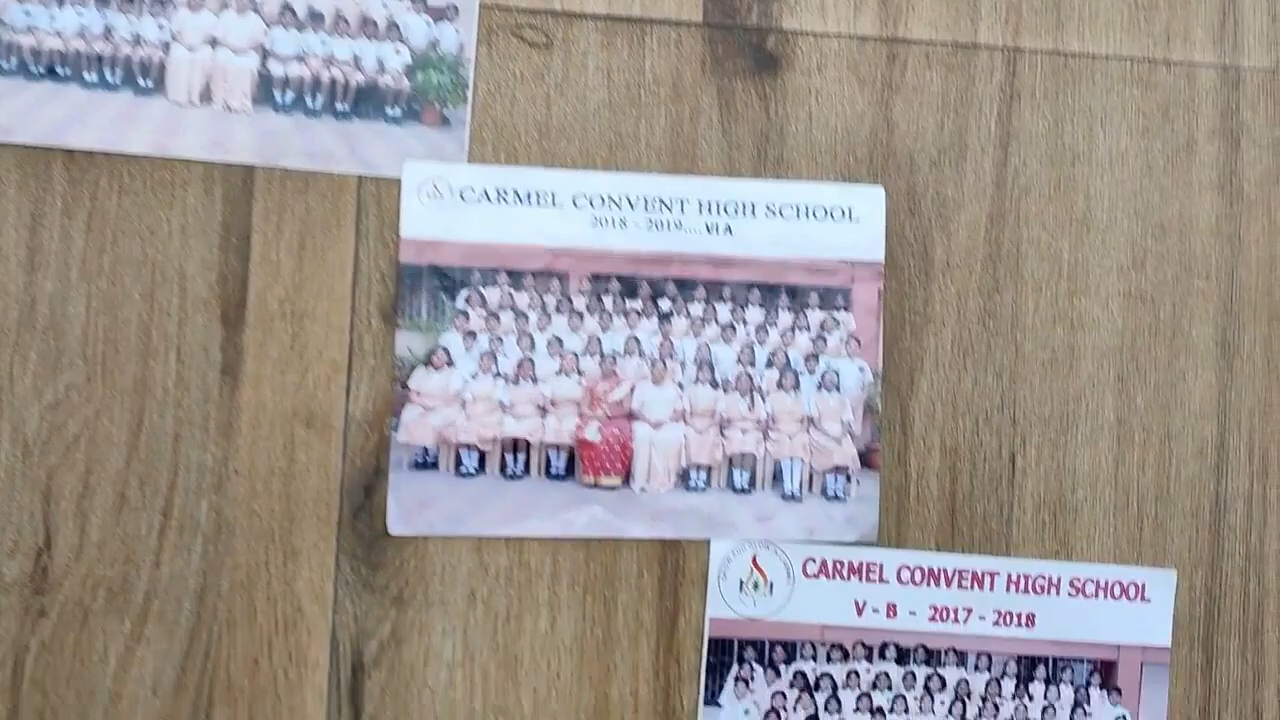 CARMEL CONVENT HIGH SCHOOL
2018 - 2019.... VI A
CARMEL CONVENT HIGH SCHOOL
V - B - 2017 - 2018